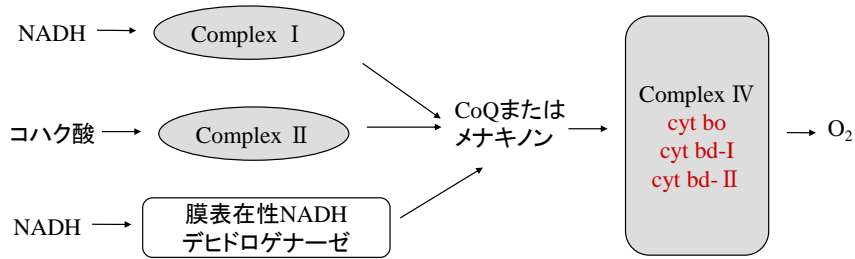 NADH
Complex Ⅰ
コハク酸
Complex Ⅱ
NADH
膜表在性NADH
デヒドロゲナーゼ
CoQまたは
メナキノン
Complex Ⅳ
cyt bo
cyt bd-I
cyt bd-Ⅱ
O₂